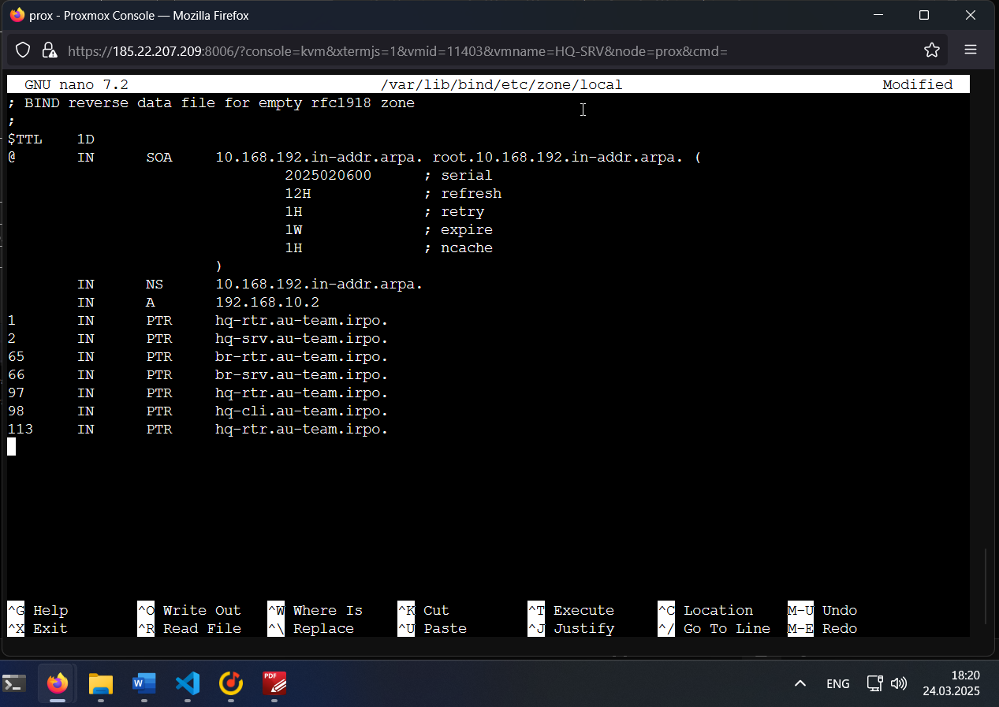 prox - Proxmox Console — Mozilla Firefox
https://185.22.207.209:8006/?console=kvm&xtermjs=1&vmid=11403&vmname=HQ-SRV&node=prox&cmd=
GNU nano 7.2 /var/lib/bind/etc/zone/local Modified
; BIND reverse data file for empty rfc1918 zone
;
$TTL 1D
@ IN SOA 10.168.192.in-addr.arpa. root.10.168.192.in-addr.arpa. (
2025020600 ; serial
12H ; refresh
1H ; retry
1W ; expire
1H ; ncache
)
IN NS 10.168.192.in-addr.arpa.
IN A 192.168.10.2
1 IN PTR hq-rtr.au-team.irpo.
2 IN PTR hq-srv.au-team.irpo.
65 IN PTR br-rtr.au-team.irpo.
66 IN PTR br-srv.au-team.irpo.
97 IN PTR hq-rtr.au-team.irpo.
98 IN PTR hq-cli.au-team.irpo.
113 IN PTR hq-rtr.au-team.irpo.
^G Help ^O Write Out ^W Where Is ^K Cut ^T Execute ^C Location M-U Undo
^X Exit ^R Read File ^\ Replace ^U Paste ^J Justify ^/ Go To Line M-E Redo
W PDF ENG 18:20
24.03.2025